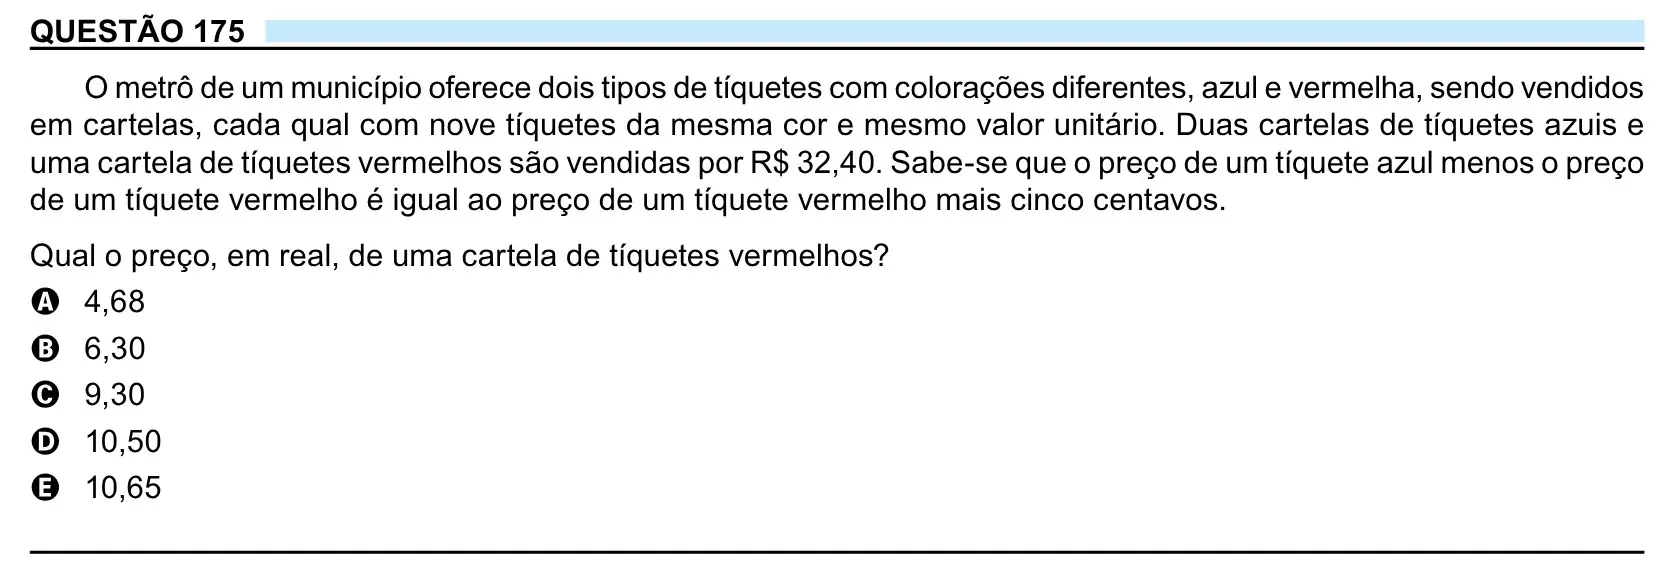 QUESTÃO 175
O metrô de um município oferece dois tipos de tíquetes com colorações diferentes, azul e vermelha, sendo vendidos
em cartelas, cada qual com nove tíquetes da mesma cor e mesmo valor unitário. Duas cartelas de tíquetes azuis e
uma cartela de tíquetes vermelhos são vendidas por R$ 32,40. Sabe-se que o preço de um tíquete azul menos o preço
de um tíquete vermelho é igual ao preço de um tíquete vermelho mais cinco centavos.
Qual o preço, em real, de uma cartela de tíquetes vermelhos?
A 4,68
B 6,30
C 9,30
D 10,50
E 10,65